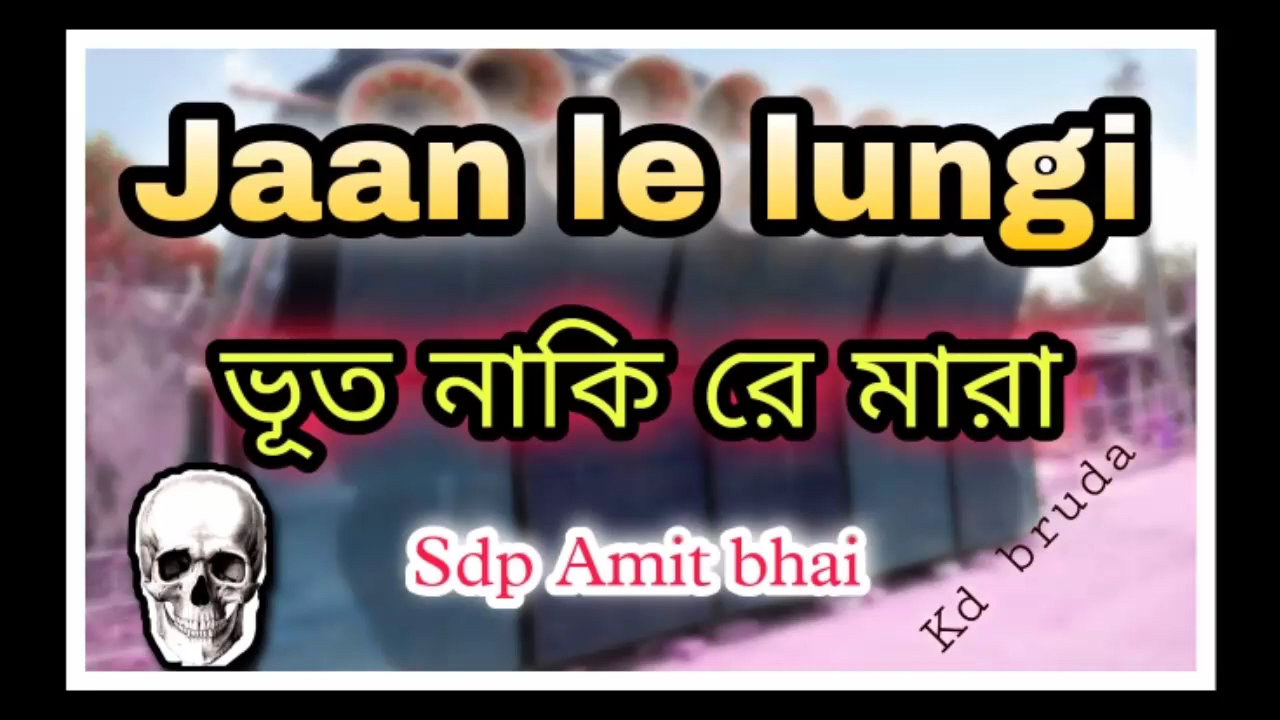 Jaan le lungi
ভূত নাকি রে মারা
Sdp Amit bhai
Kd bruda